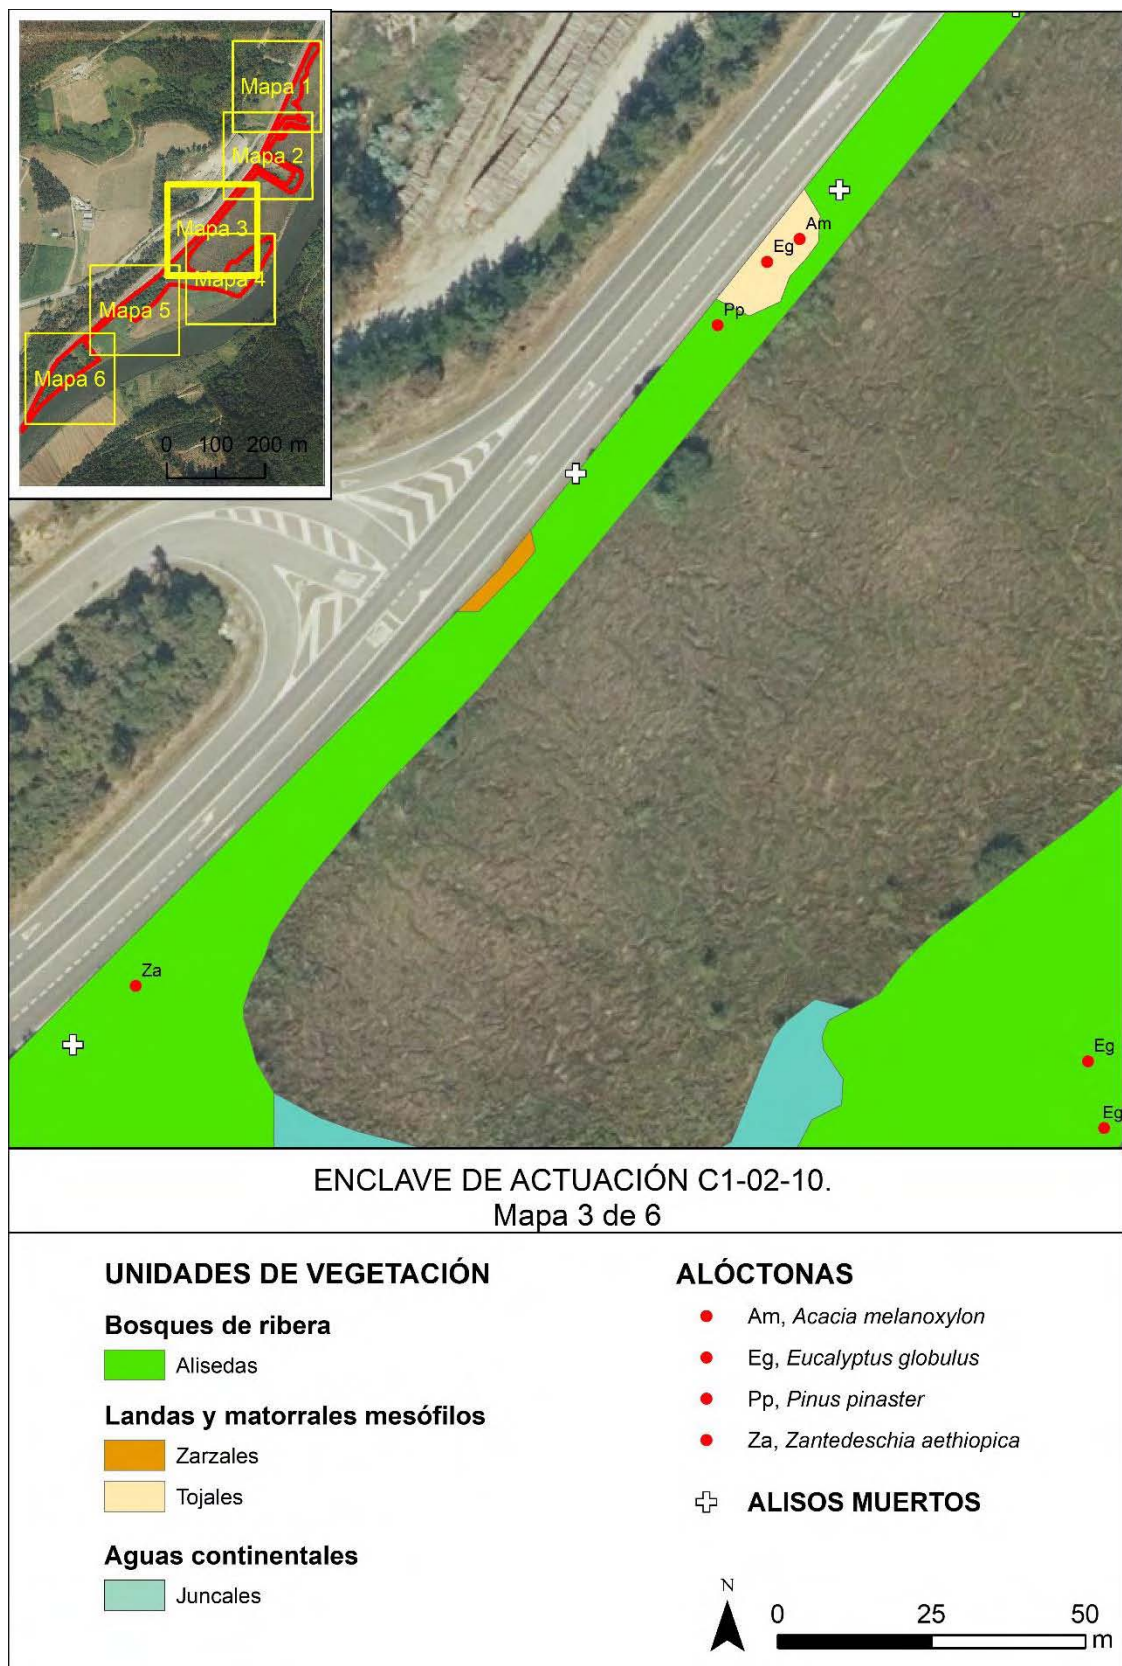 Mapa 1
Mapa 2
Mapa 3
Mapa 4
Mapa 5
Mapa 6
0 100 200 m
Am
Eg
Pp
Za
Eg
Eg
ENCLAVE DE ACTUACIÓN C1-02-10.
Mapa 3 de 6
UNIDADES DE VEGETACIÓN
Bosques de ribera
Alisedas
Landas y matorrales mesófilos
Zarzales
Tojales
Aguas continentales
Juncales
ALÓCTONAS
Am, Acacia melanoxylon
Eg, Eucalyptus globulus
Pp, Pinus pinaster
Za, Zantedeschia aethiopica
ALISOS MUERTOS
N
0 25 50
m